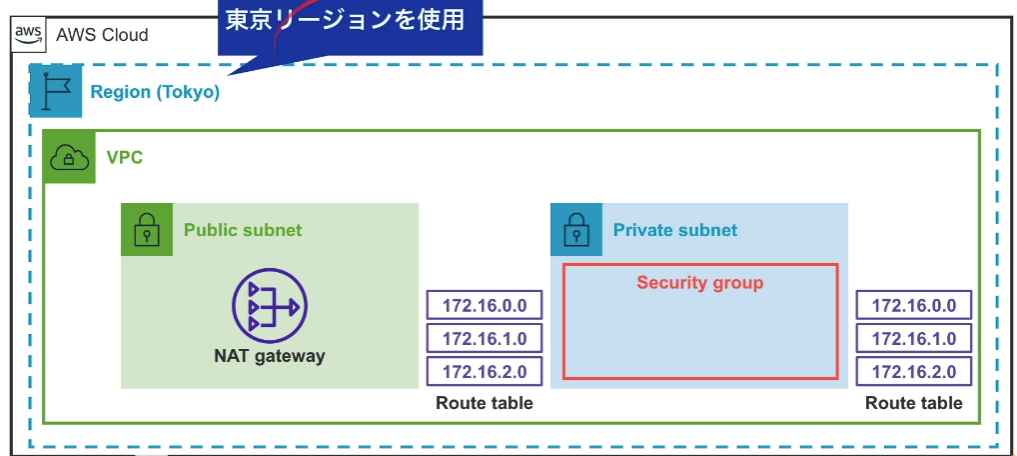 東京リージョンを使用
aws
AWS Cloud
Region (Tokyo)
VPC
Public subnet
NAT gateway
172.16.0.0
172.16.1.0
172.16.2.0
Route table
Private subnet
Security group
172.16.0.0
172.16.1.0
172.16.2.0
Route table